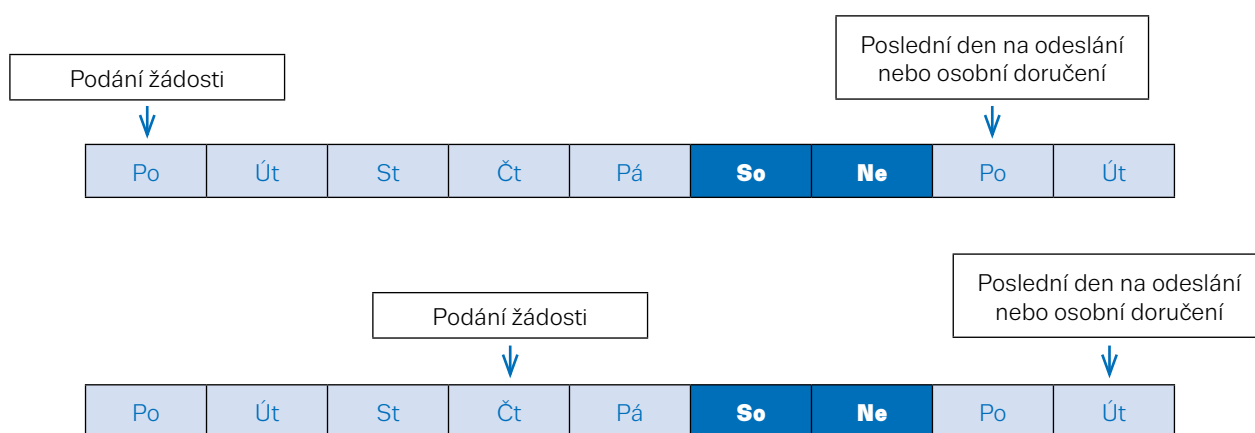 Poslední den na odeslání
nebo osobní doručení
Podání žádosti
Po Út St Čt Pá So Ne Po Út
Poslední den na odeslání
nebo osobní doručení
Podání žádosti
Po Út St Čt Pá So Ne Po Út